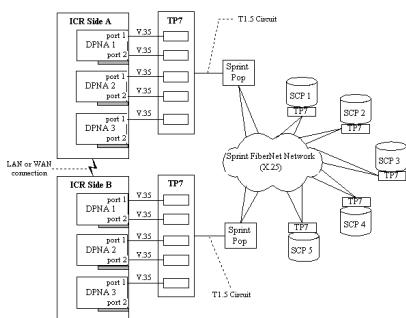 ICR Side A
TP7
T1.5 Circuit
port 1
V.35
DPNA 1
port 2
port 1
V.35
DPNA 2
port 2
V.35
port 1
V.35
DPNA 3
port 2
V.35
Sprint
Pop
SCP 1
TP7
SCP 2
TP7
SCP 3
TP7
Sprint FiberNet Network
(X.25)
LAN or WAN
connection
ICR Side B
TP7
port 1
V.35
DPNA 1
port 2
V.35
port 1
V.35
DPNA 2
port 2
V.35
port 1
V.35
DPNA 3
port 2
Sprint
Pop
T1.5 Circuit
TP7
SCP 4
TP7
SCP 5